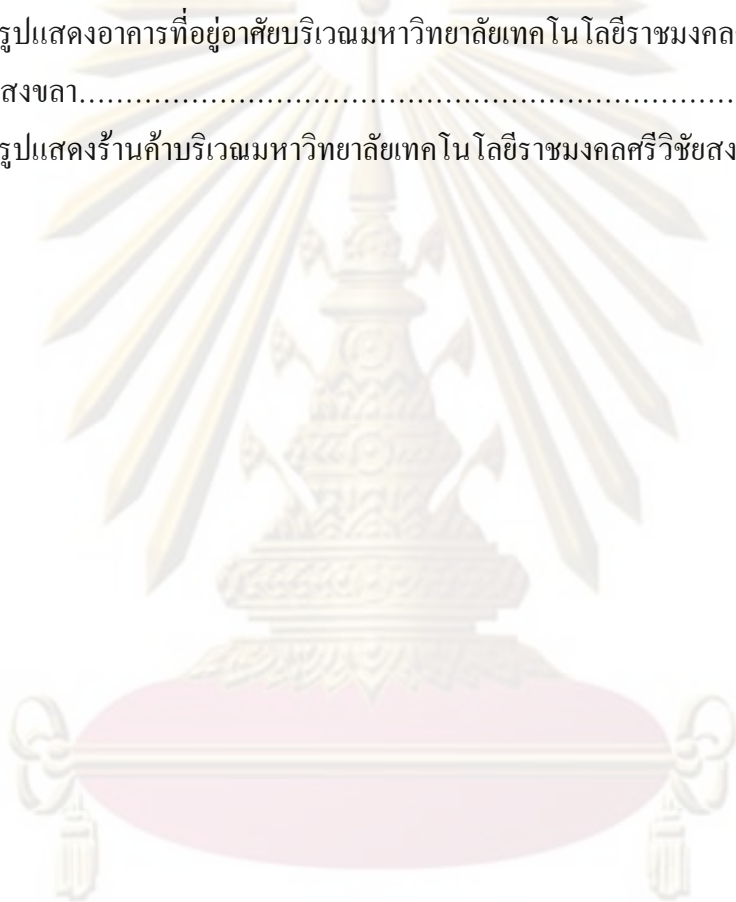 รูปแสดงอาคารที่อยู่อาศัยบริเวณมหาวิทยาลัยเทคโนโลยีราชมงคล
สงขลา......................................................................
รูปแสดงร้านค้าบริเวณมหาวิทยาลัยเทคโนโลยีราชมงคลศรีวิชัยสง